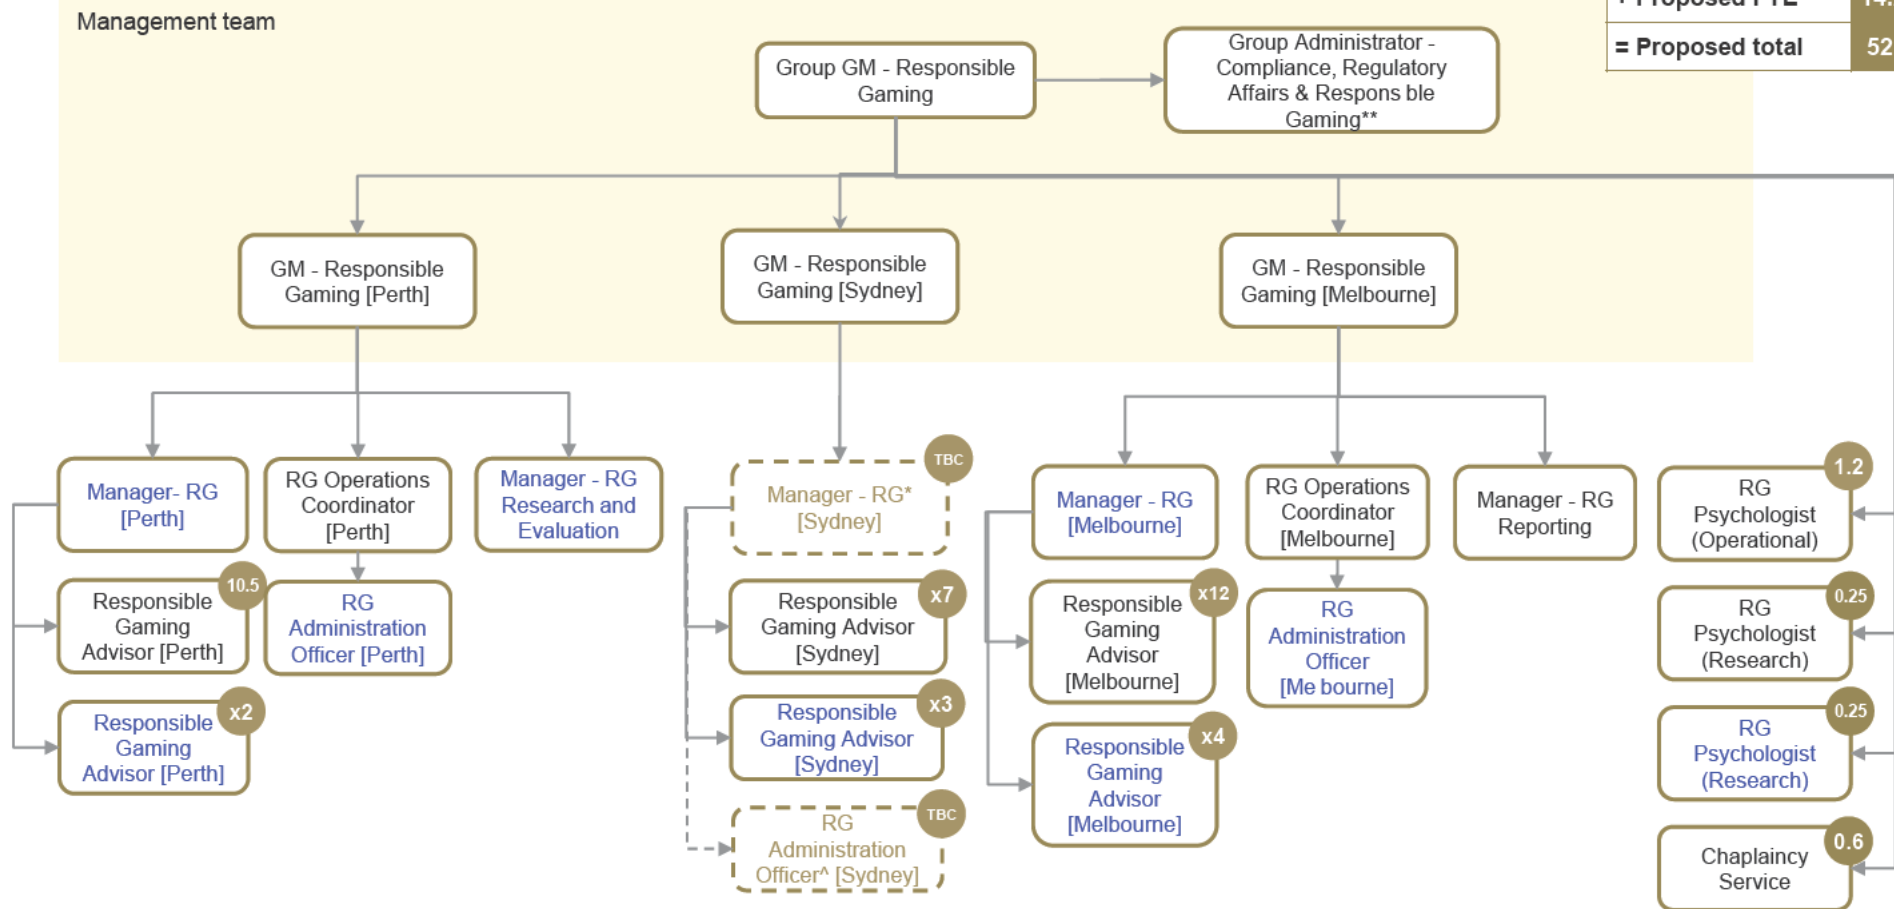 Management team
+ Proposed FTE
= Proposed total
52
Group GM - Responsible
Gaming
Group Administrator -
Compliance, Regulatory
Affairs & Respons ble
Gaming**
GM - Responsible
Gaming [Perth]
GM - Responsible
Gaming [Sydney]
GM - Responsible
Gaming [Melbourne]
Manager- RG
[Perth]
RG Operations
Coordinator
[Perth]
Manager - RG
Research and
Evaluation
TBC
Manager - RG*
[Sydney]
Manager - RG
[Melbourne]
RG Operations
Coordinator
[Melbourne]
Manager - RG
Reporting
1.2
RG
Psychologist
(Operational)
10.5
Responsible
Gaming
Advisor [Perth]
RG
Administration
Officer [Perth]
x7
Responsible
Gaming Advisor
[Sydney]
x12
Responsible
Gaming
Advisor
[Melbourne]
RG
Administration
Officer
[Me bourne]
0.25
RG
Psychologist
(Research)
x2
Responsible
Gaming
Advisor [Perth]
x3
Responsible
Gaming Advisor
[Sydney]
x4
Responsible
Gaming
Advisor
[Melbourne]
0.25
RG
Psychologist
(Research)
TBC
RG
Administration
Officer^ [Sydney]
0.6
Chaplaincy
Service